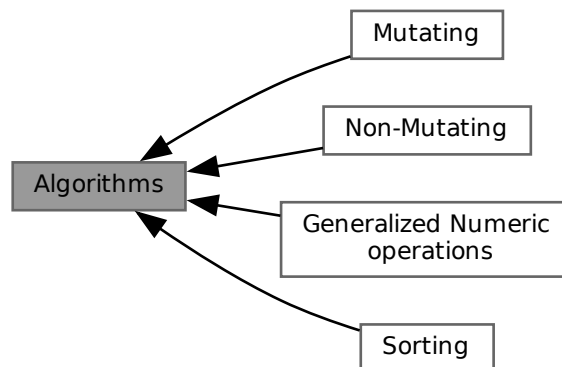 Mutating
Non-Mutating
Algorithms
Generalized Numeric
operations
Sorting